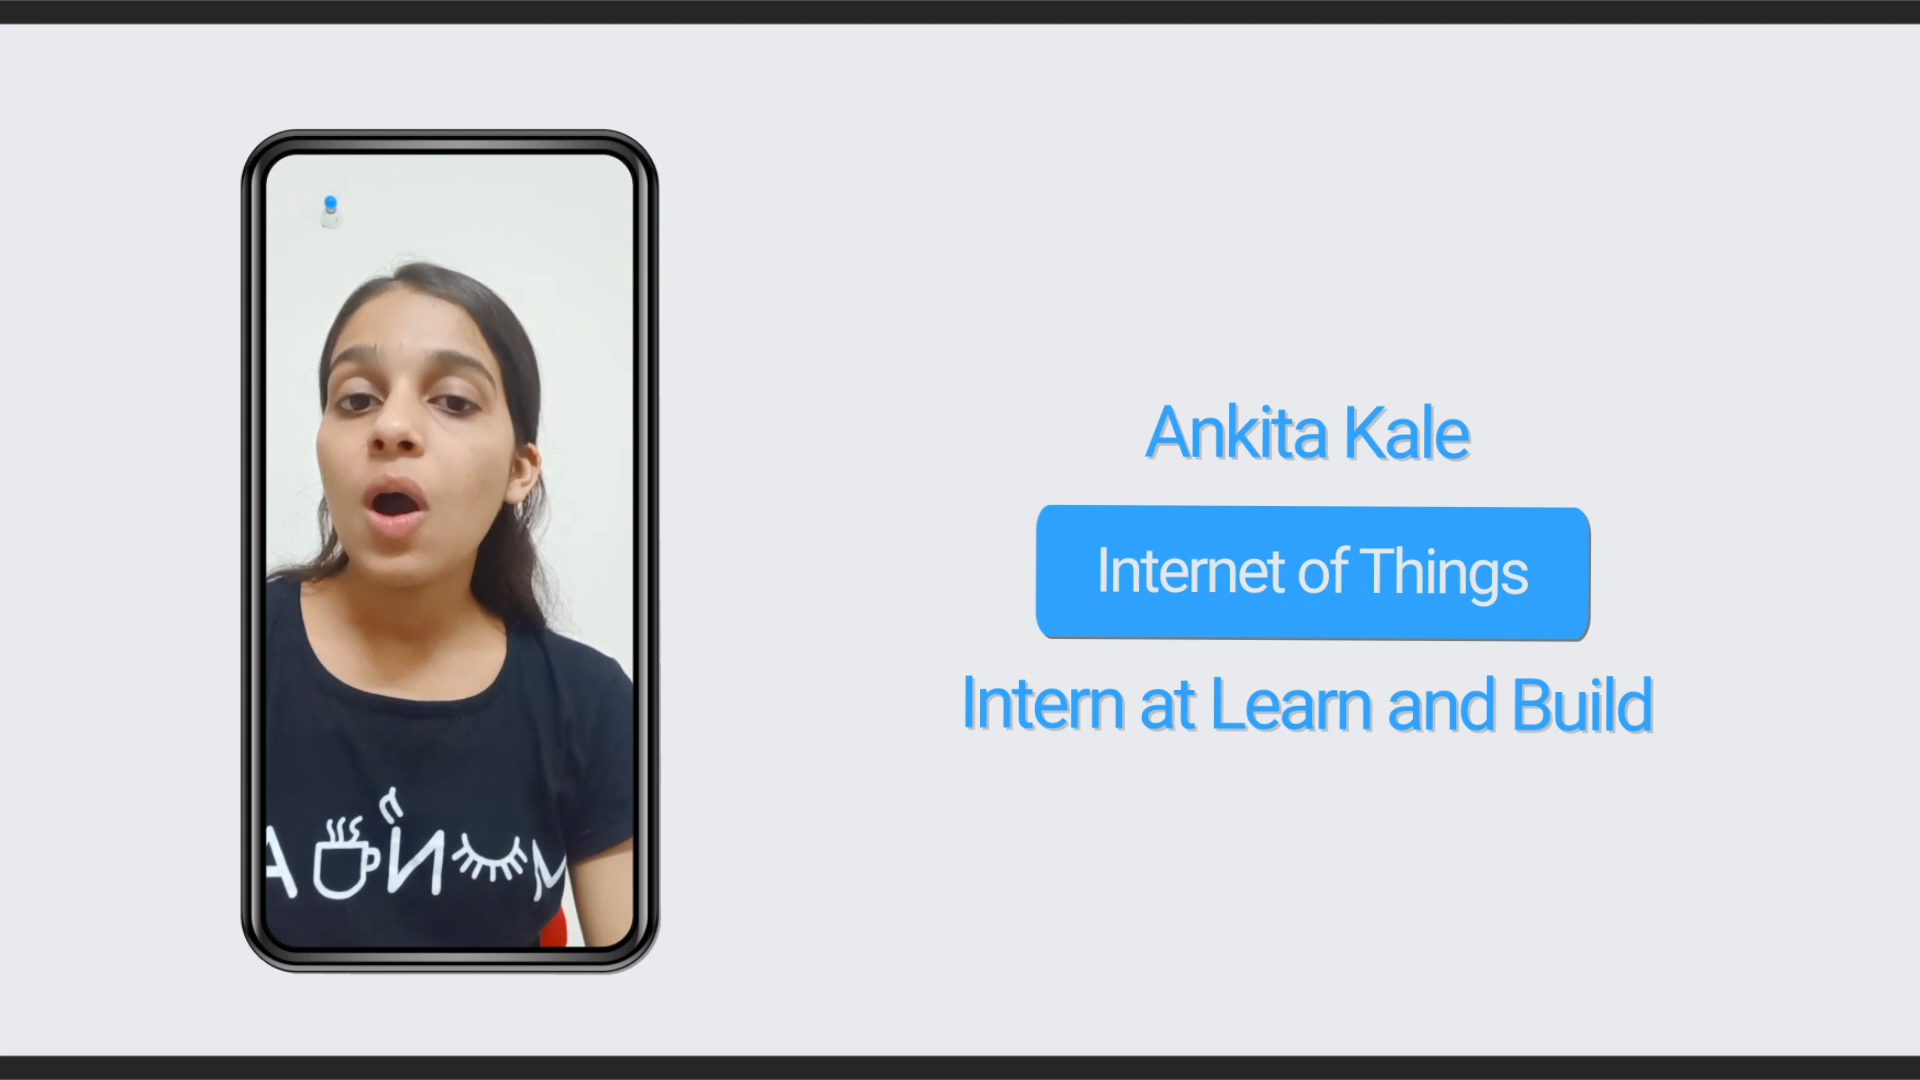 Ankita Kale
Internet of Things
Intern at Learn and Build